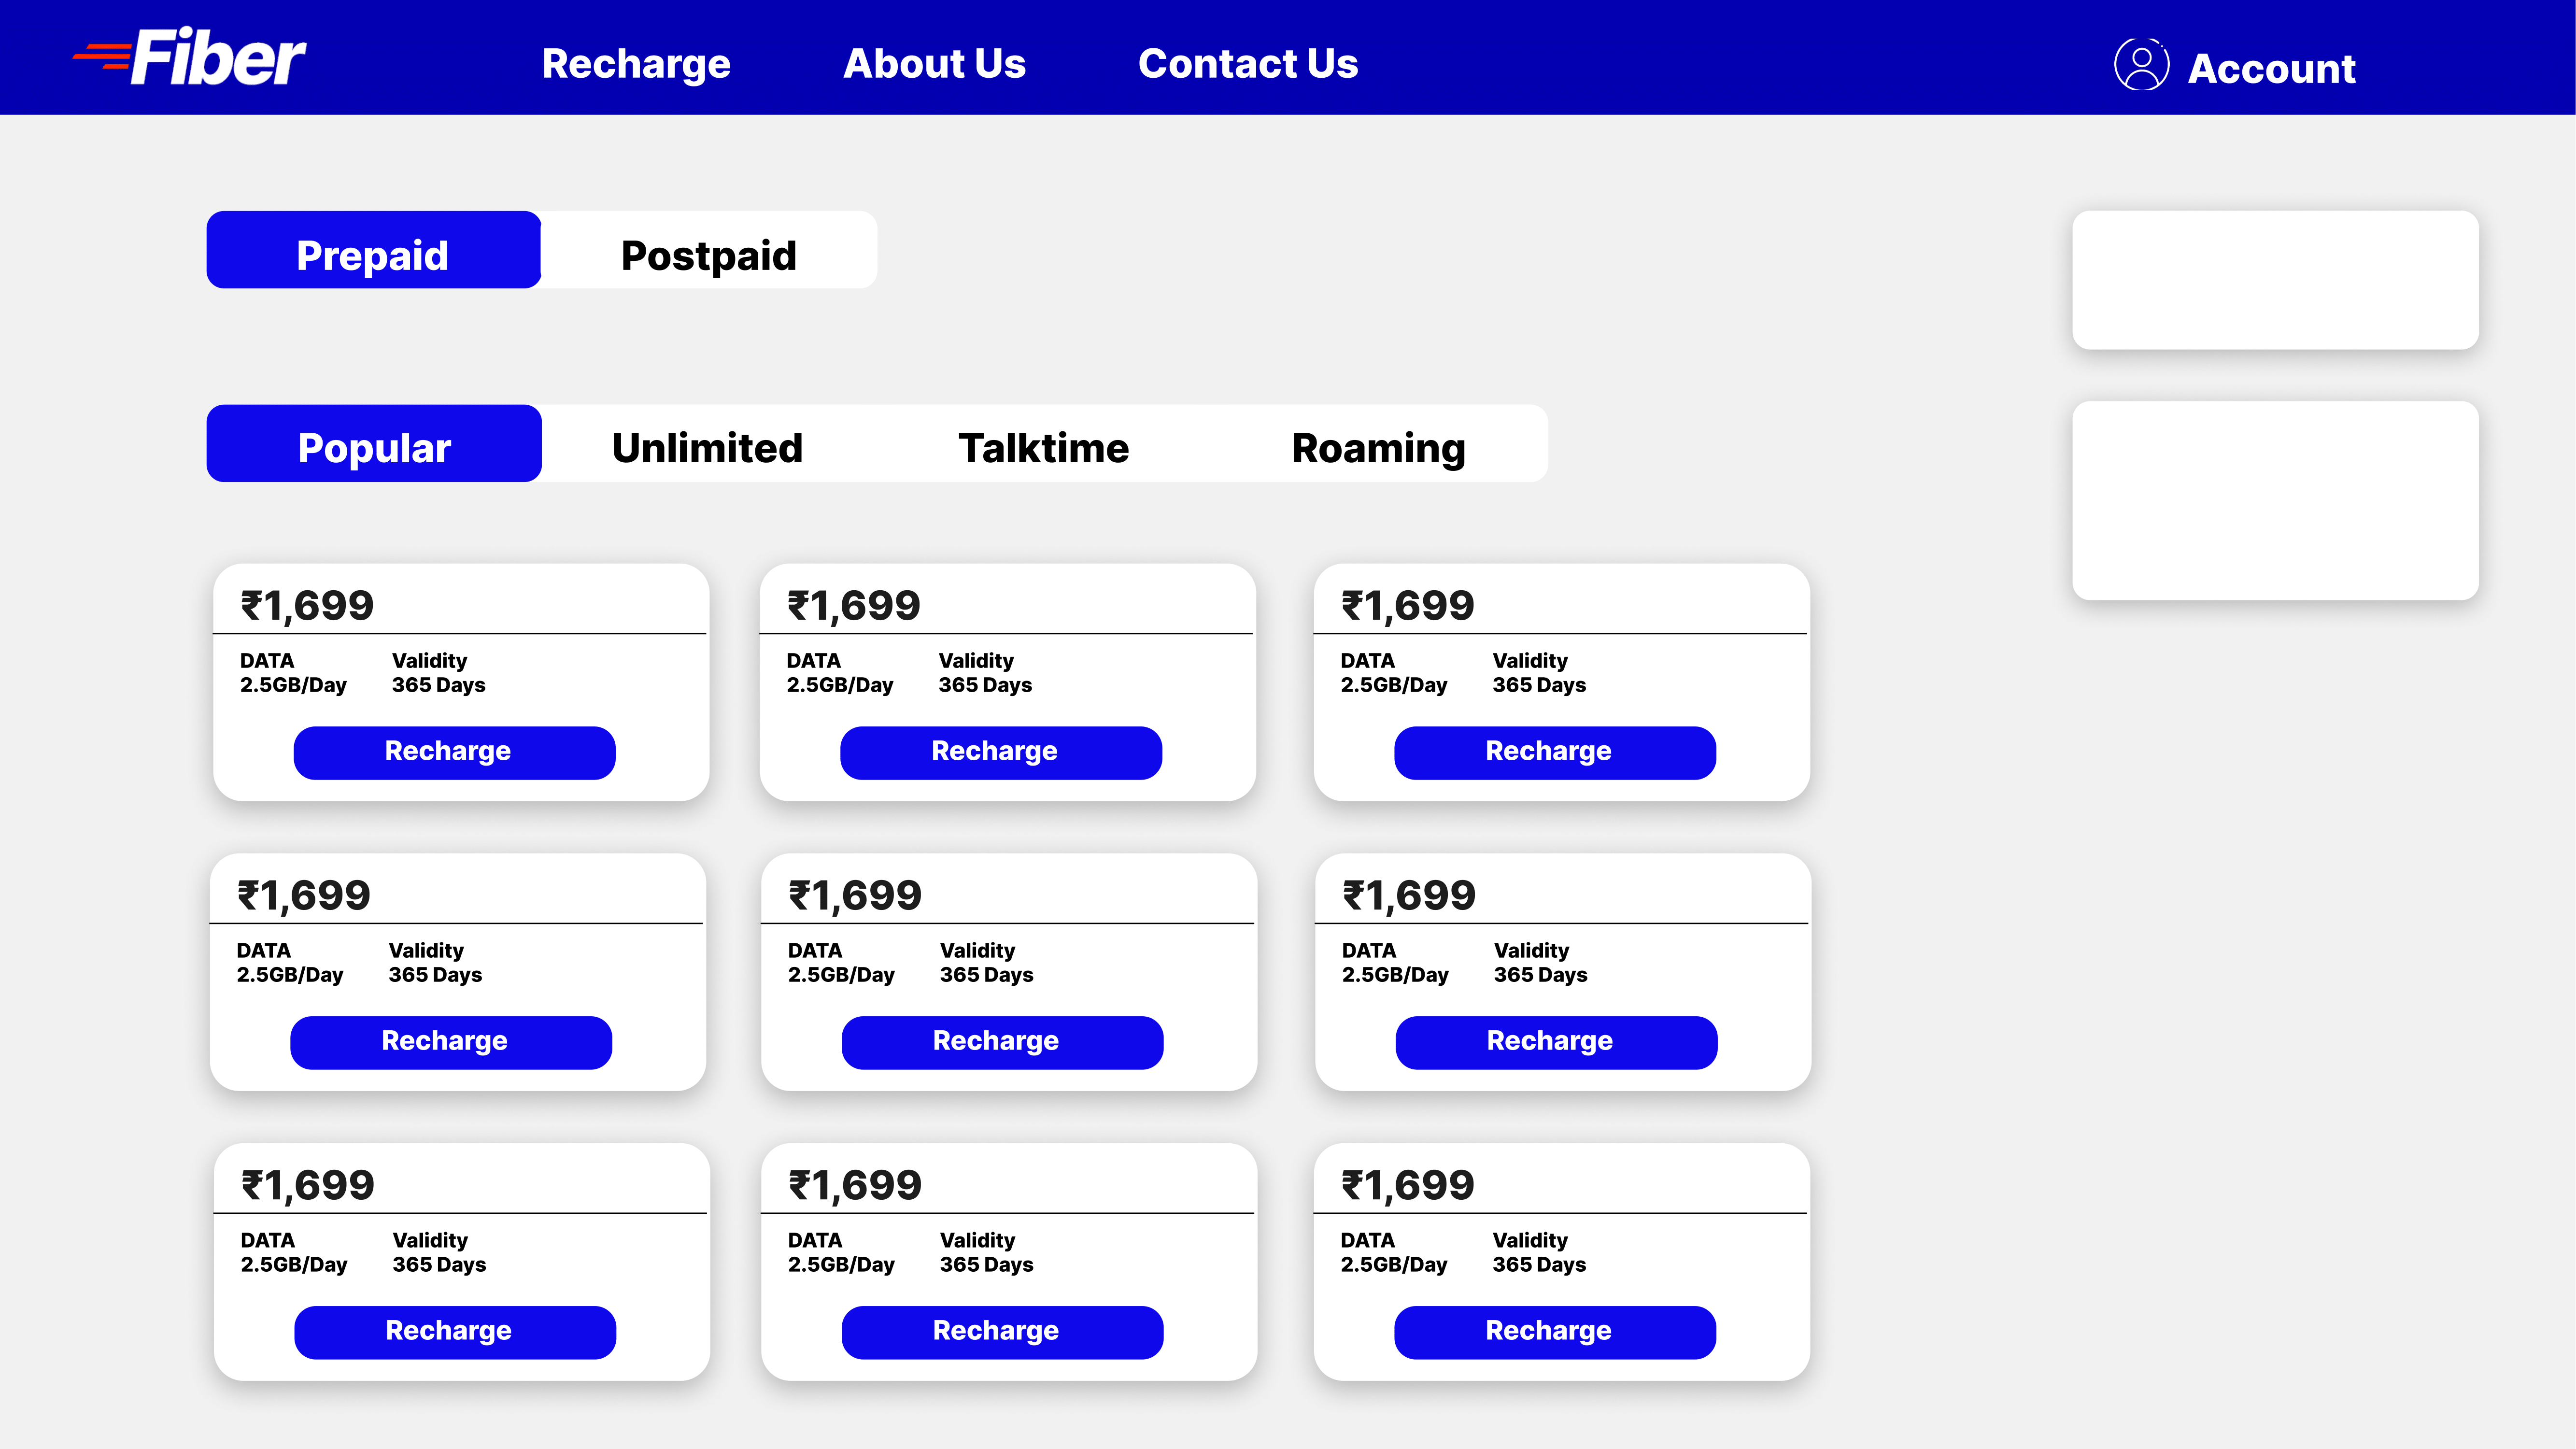 Fiber Recharge About Us Contact Us Account
Prepaid Postpaid
Popular Unlimited Talktime Roaming
₹1,699 ₹1,699 ₹1,699
DATA Validity DATA Validity DATA Validity
2.5GB/Day 365 Days 2.5GB/Day 365 Days 2.5GB/Day 365 Days
Recharge Recharge Recharge
₹1,699 ₹1,699 ₹1,699
DATA Validity DATA Validity DATA Validity
2.5GB/Day 365 Days 2.5GB/Day 365 Days 2.5GB/Day 365 Days
Recharge Recharge Recharge
₹1,699 ₹1,699 ₹1,699
DATA Validity DATA Validity DATA Validity
2.5GB/Day 365 Days 2.5GB/Day 365 Days 2.5GB/Day 365 Days
Recharge Recharge Recharge